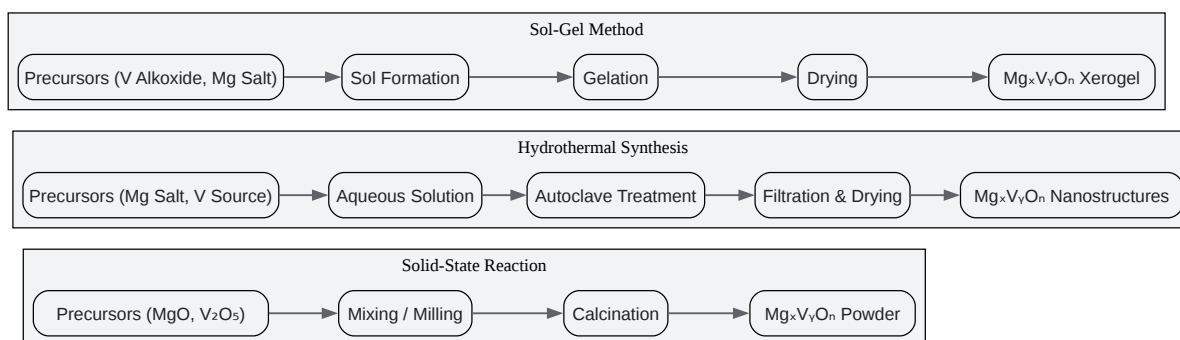 Sol-Gel Method
Precursors (V Alkoxide, Mg Salt)
Sol Formation
Gelation
Drying
MgₓVᵧOₙ Xerogel
Hydrothermal Synthesis
Precursors (Mg Salt, V Source)
Aqueous Solution
Autoclave Treatment
Filtration & Drying
MgₓVᵧOₙ Nanostructures
Solid-State Reaction
Precursors (MgO, V₂O₅)
Mixing / Milling
Calcination
MgₓVᵧOₙ Powder